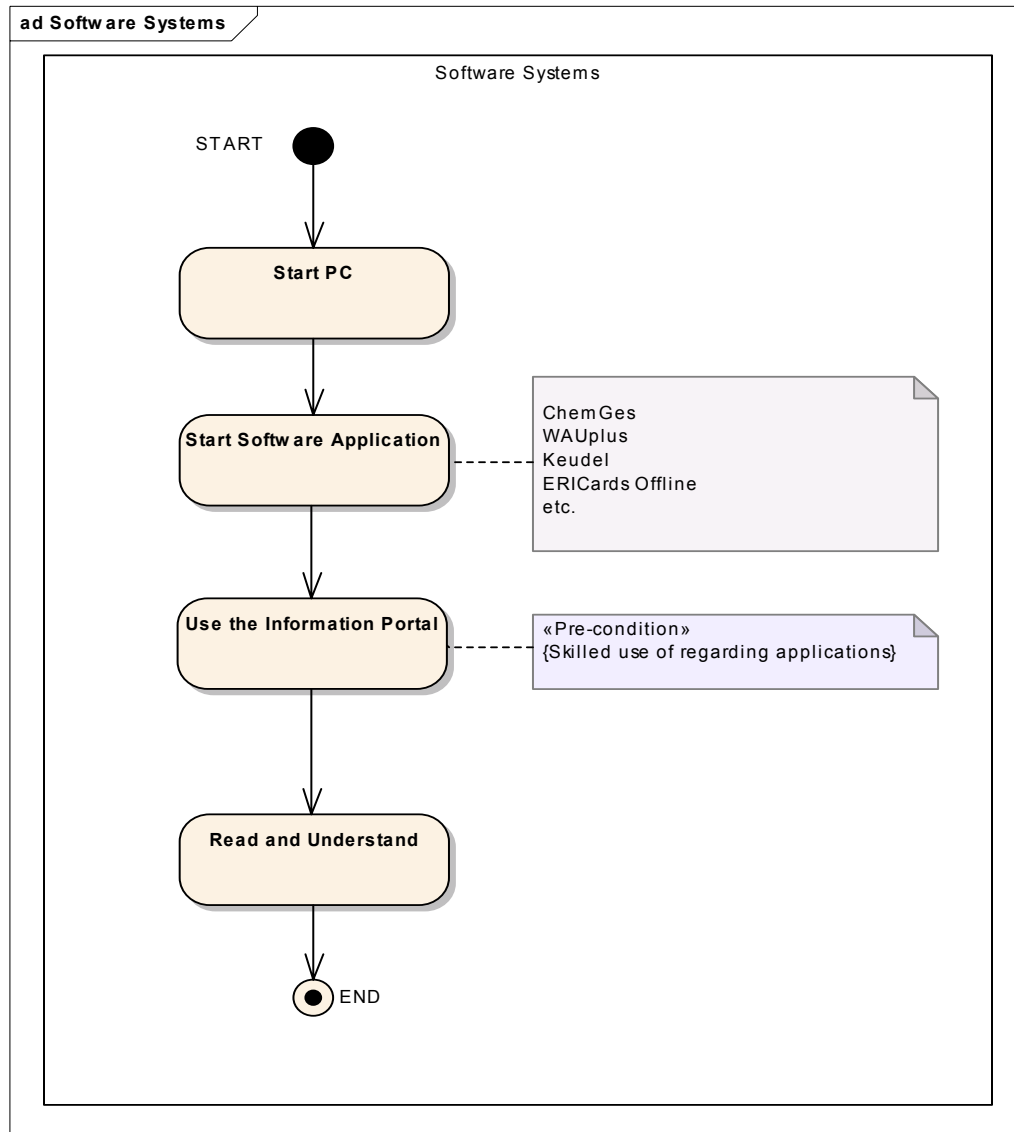 ad Software Systems
Software Systems
START
Start PC
Start Software Application
ChemGes
WAUplus
Keudel
ERICards Offline
etc.
Use the Information Portal
«Pre-condition»
{Skilled use of regarding applications}
Read and Understand
END